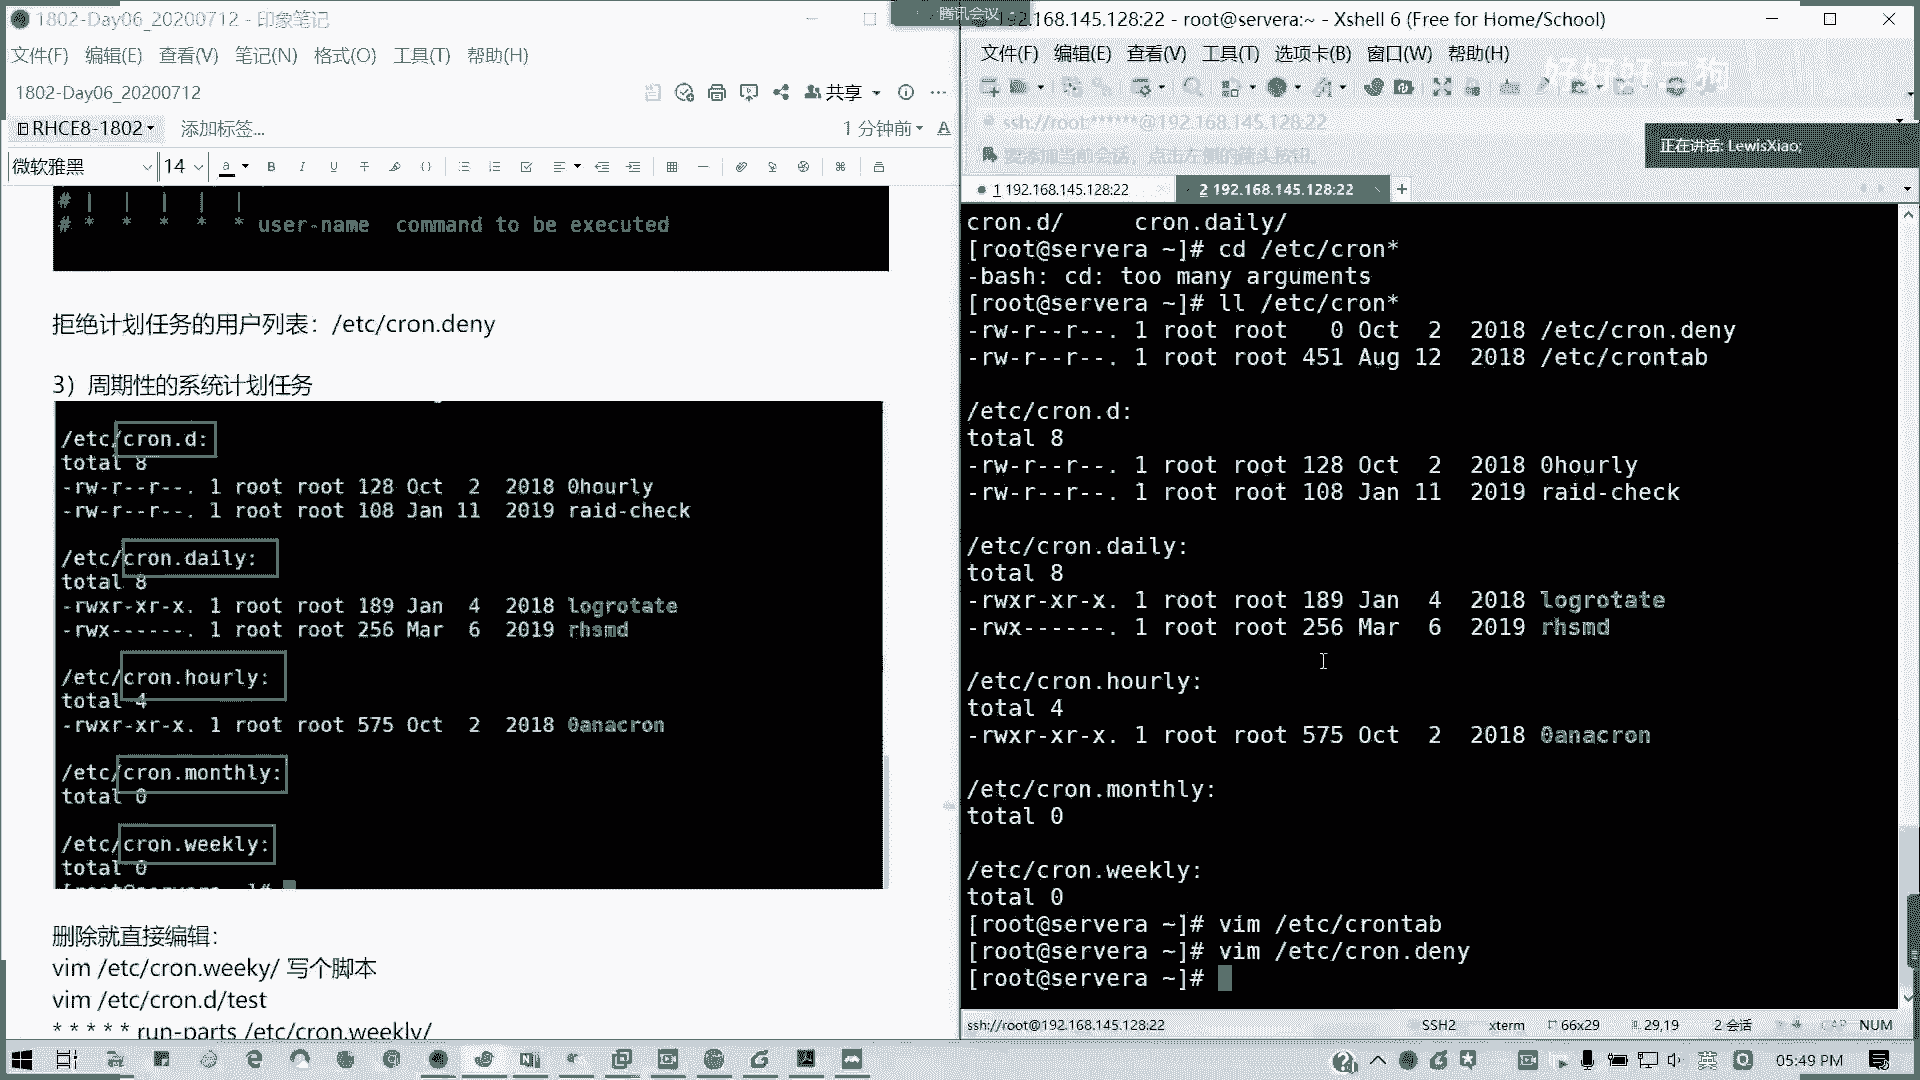 1802-Day06_20200712 - 印象笔记
文件(F) 编辑(E) 查看(V) 笔记(N) 格式(O) 工具(T) 帮助(H)
1802-Day06_20200712
共享
RHCE8-1802 添加标签...
1 分钟前
微软雅黑 14
# | | | | |
# * * * * * user-name command to be executed
拒绝计划任务的用户列表：/etc/cron.deny
3）周期性的系统计划任务
/etc/cron.d:
total 8
-rw-r--r--. 1 root root 128 Oct 2 2018 0hourly
-rw-r--r--. 1 root root 108 Jan 11 2019 raid-check
/etc/cron.daily:
total 8
-rwxr-xr-x. 1 root root 189 Jan 4 2018 logrotate
-rwx------. 1 root root 256 Mar 6 2019 rhsmd
/etc/cron.hourly:
total 4
-rwxr-xr-x. 1 root root 575 Oct 2 2018 0anacron
/etc/cron.monthly:
total 0
/etc/cron.weekly:
total 0
删除就直接编辑：
vim /etc/cron.weeky/ 写个脚本
vim /etc/cron.d/test
* * * * * run-parts /etc/cron.weekly/
腾讯会议
192.168.145.128:22 - root@servera:~ - Xshell 6 (Free for Home/School)
文件(F) 编辑(E) 查看(V) 工具(T) 选项卡(B) 窗口(W) 帮助(H)
好好好二狗
ssh://root:******@192.168.145.128:22
要添加当前会话，点击左侧的箭头按钮。
正在讲话: LewisXiao;
1 192.168.145.128:22
2 192.168.145.128:22
cron.d/ cron.daily/
[root@servera ~]# cd /etc/cron*
-bash: cd: too many arguments
[root@servera ~]# ll /etc/cron*
-rw-r--r--. 1 root root 0 Oct 2 2018 /etc/cron.deny
-rw-r--r--. 1 root root 451 Aug 12 2018 /etc/crontab
/etc/cron.d:
total 8
-rw-r--r--. 1 root root 128 Oct 2 2018 0hourly
-rw-r--r--. 1 root root 108 Jan 11 2019 raid-check
/etc/cron.daily:
total 8
-rwxr-xr-x. 1 root root 189 Jan 4 2018 logrotate
-rwx------. 1 root root 256 Mar 6 2019 rhsmd
/etc/cron.hourly:
total 4
-rwxr-xr-x. 1 root root 575 Oct 2 2018 0anacron
/etc/cron.monthly:
total 0
/etc/cron.weekly:
total 0
[root@servera ~]# vim /etc/crontab
[root@servera ~]# vim /etc/cron.deny
[root@servera ~]#
ssh://root@192.168.145.128:22 SSH2 xterm 66x29 29,19 2 会话 CAP NUM
英 05:49 PM